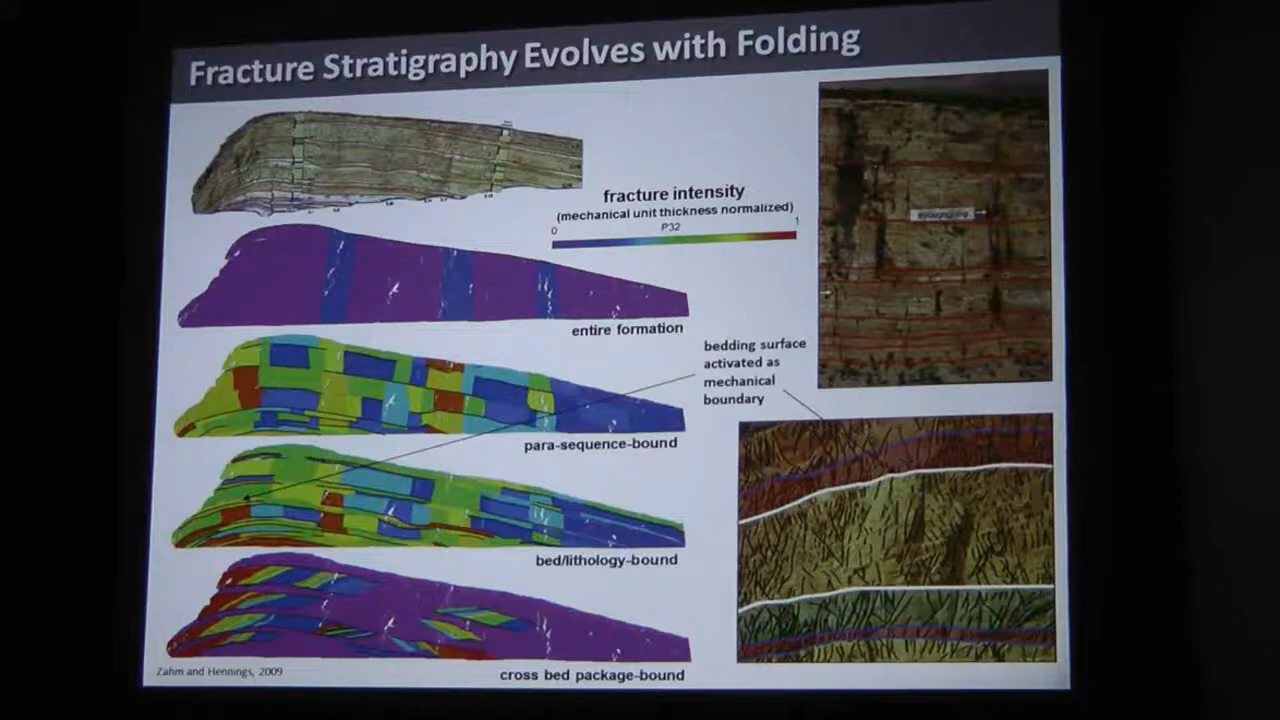 Fracture Stratigraphy Evolves with Folding
fracture intensity
(mechanical unit thickness normalized)
P32
0
1
entire formation
bedding surface
activated as
mechanical
boundary
para-sequence-bound
bed/lithology-bound
cross bed package-bound
Zahm and Hennings, 2009